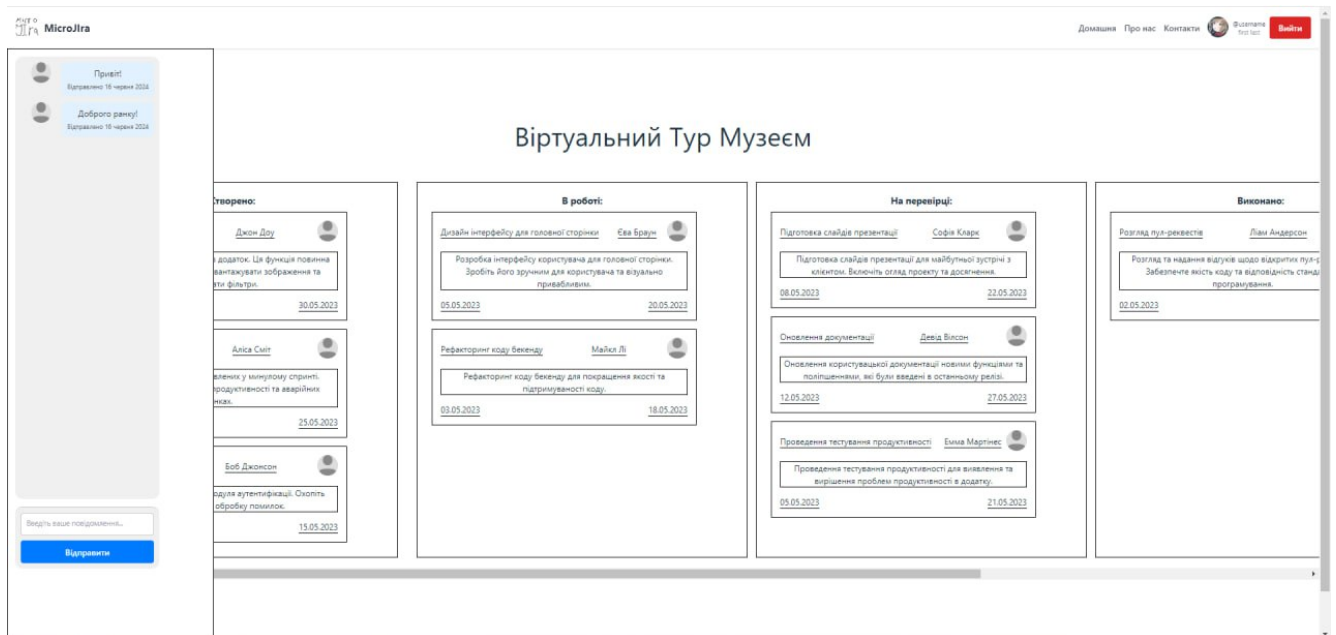 MicroJIra
Домашня Про нас Контакти
@username
first last
Вийти
Привіт!
Відправлено 16 червня 2024
Доброго ранку!
Відправлено 16 червня 2024
Введіть ваше повідомлення...
Відправити
Віртуальний Тур Музеєм
творено:
Джон Доу
додаток. Ця функція повинна
вантажувати зображення та
ати фільтри.
30.05.2023
Аліса Сміт
влених у минулому спринті.
продуктивності та аварійних
нках.
25.05.2023
Боб Джонсон
одуля аутентифікації. Охопіть
обробку помилок.
15.05.2023
В роботі:
Дизайн інтерфейсу для головної сторінки Єва Браун
Розробка інтерфейсу користувача для головної сторінки.
Зробіть його зручним для користувача та візуально
привабливим.
05.05.2023 20.05.2023
Рефакторинг коду бекенду Майкл Лі
Рефакторинг коду бекенду для покращення якості та
підтримуваності коду.
03.05.2023 18.05.2023
На перевірці:
Підготовка слайдів презентації Софія Кларк
Підготовка слайдів презентації для майбутньої зустрічі з
клієнтом. Включіть огляд проекту та досягнення.
08.05.2023 22.05.2023
Оновлення документації Девід Вілсон
Оновлення користувацької документації новими функціями та
поліпшеннями, які були введені в останньому релізі.
12.05.2023 27.05.2023
Проведення тестування продуктивності Емма Мартінес
Проведення тестування продуктивності для виявлення та
вирішення проблем продуктивності в додатку.
05.05.2023 21.05.2023
Виконано:
Розгляд пул-реквестів Ліам Андерсон
Розгляд та надання відгуків щодо відкритих пул-р
Забезпечте якість коду та відповідність станда
програмування.
02.05.2023